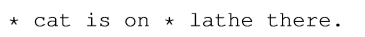 * cat is on * lathe there.